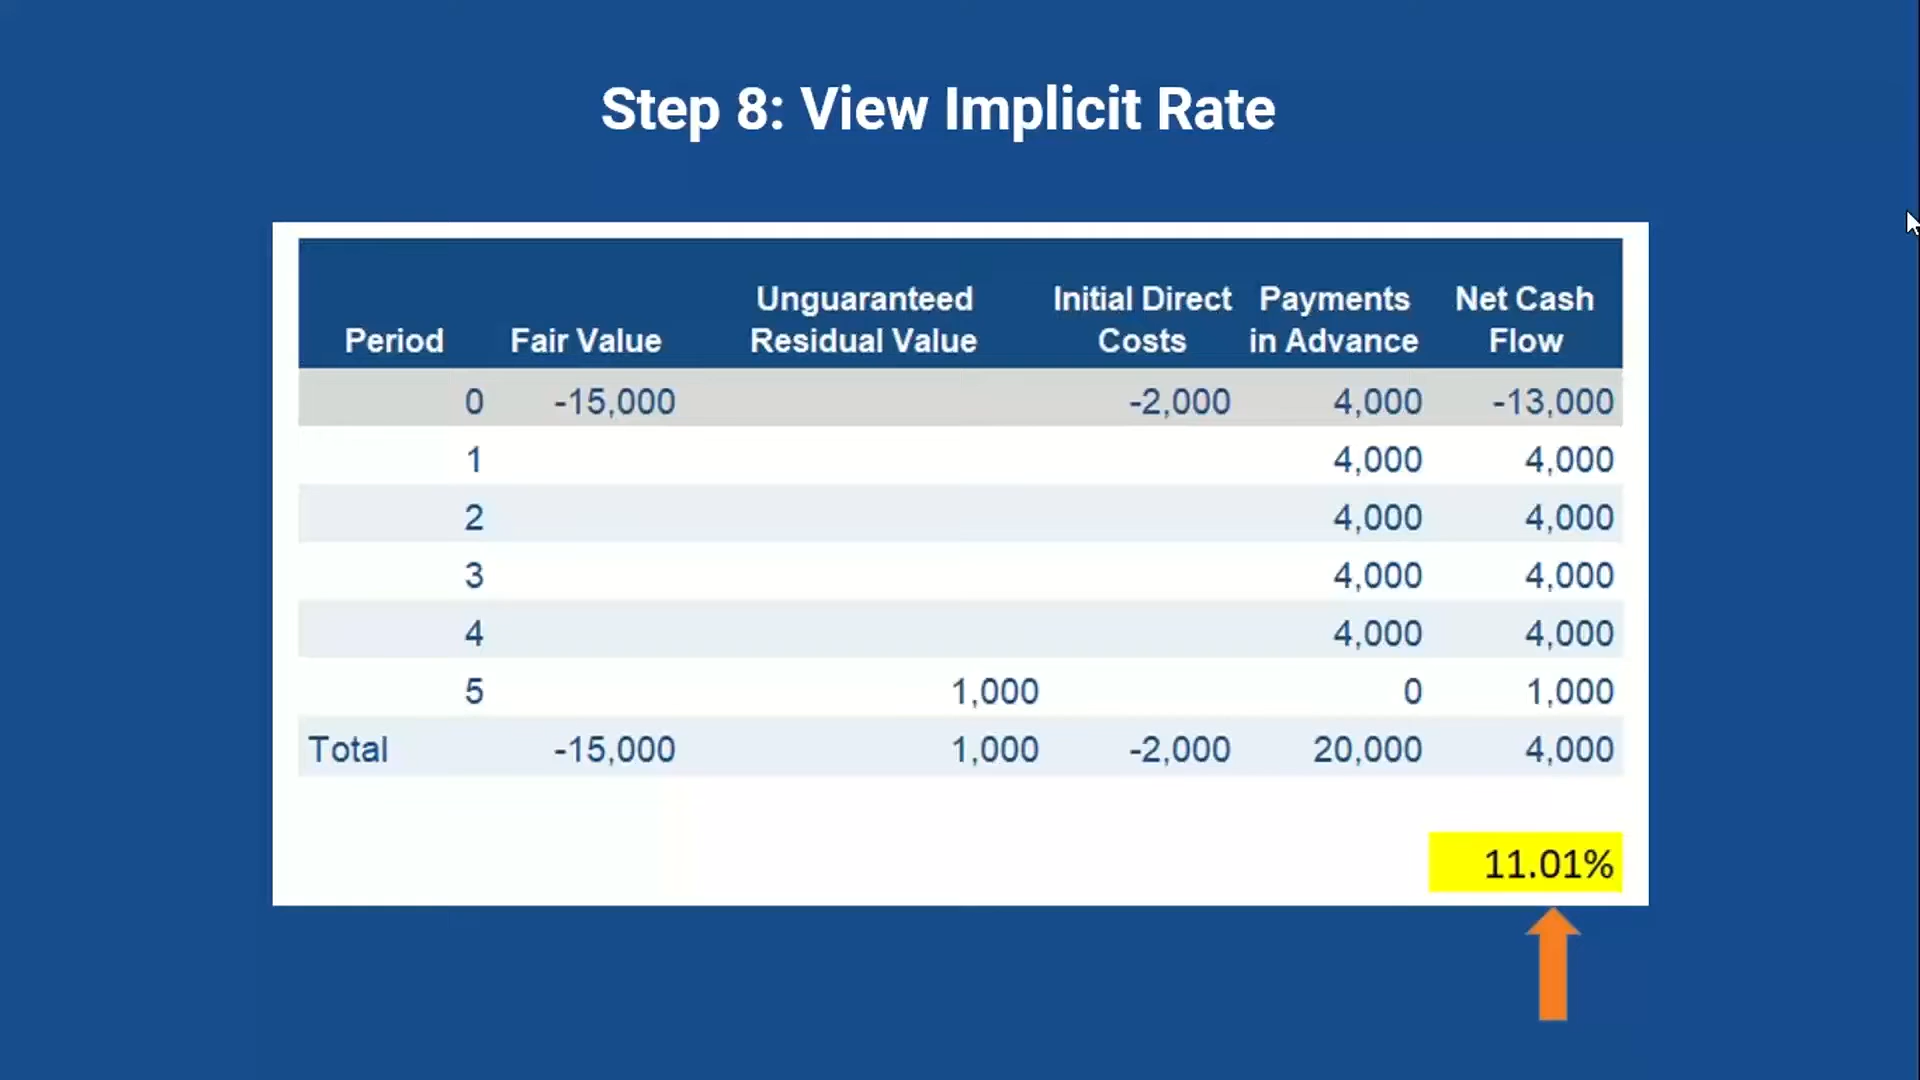 Step 8: View Implicit Rate
Unguaranteed Initial Direct Payments Net Cash
Period Fair Value Residual Value Costs in Advance Flow
0 -15,000 -2,000 4,000 -13,000
1 4,000 4,000
2 4,000 4,000
3 4,000 4,000
4 4,000 4,000
5 1,000 0 1,000
Total -15,000 1,000 -2,000 20,000 4,000
11.01%